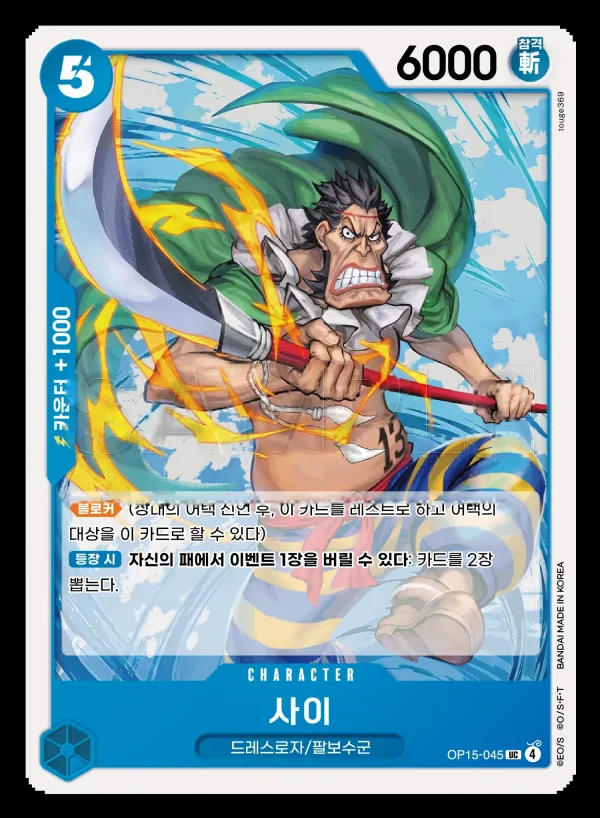 5
6000
참격
斬
touge369
카운터 +1000
SAMPLE
13
블로커 (상대의 어택 선언 후, 이 카드를 레스트로 하고 어택의
대상을 이 카드로 할 수 있다)
등장 시 자신의 패에서 이벤트 1장을 버릴 수 있다: 카드를 2장
뽑는다.
CHARACTER
사이
드레스로자/팔보수군
OP15-045 UC 4
©EO/S ©O/S·F·T BANDAI MADE IN KOREA